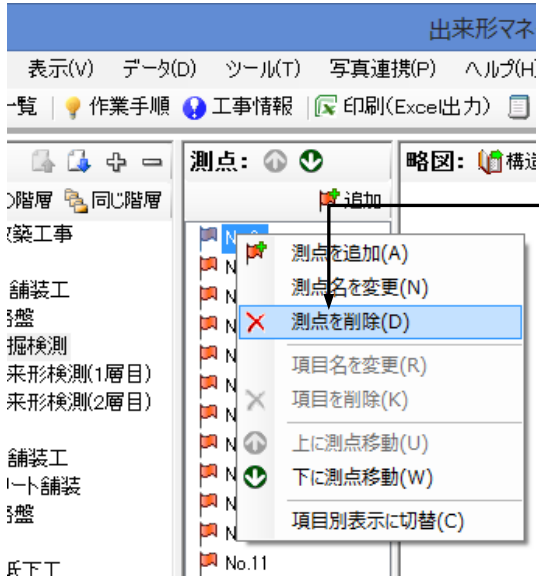 出来形マネ
表示(V) データ(D) ツール(T) 写真連携(P) ヘルプ(H
一覧 作業手順 工事情報 印刷(Excel出力)
測点: 略図: 構造
の階層 同じ階層 追加
築工事
舗装工
路盤
掘検測
来形検測(1層目)
来形検測(2層目)
舗装工
ート舗装
路盤
低下工
No.11
測点を追加(A)
測点名を変更(N)
測点を削除(D)
項目名を変更(R)
項目を削除(K)
上に測点移動(U)
下に測点移動(W)
項目別表示に切替(C)